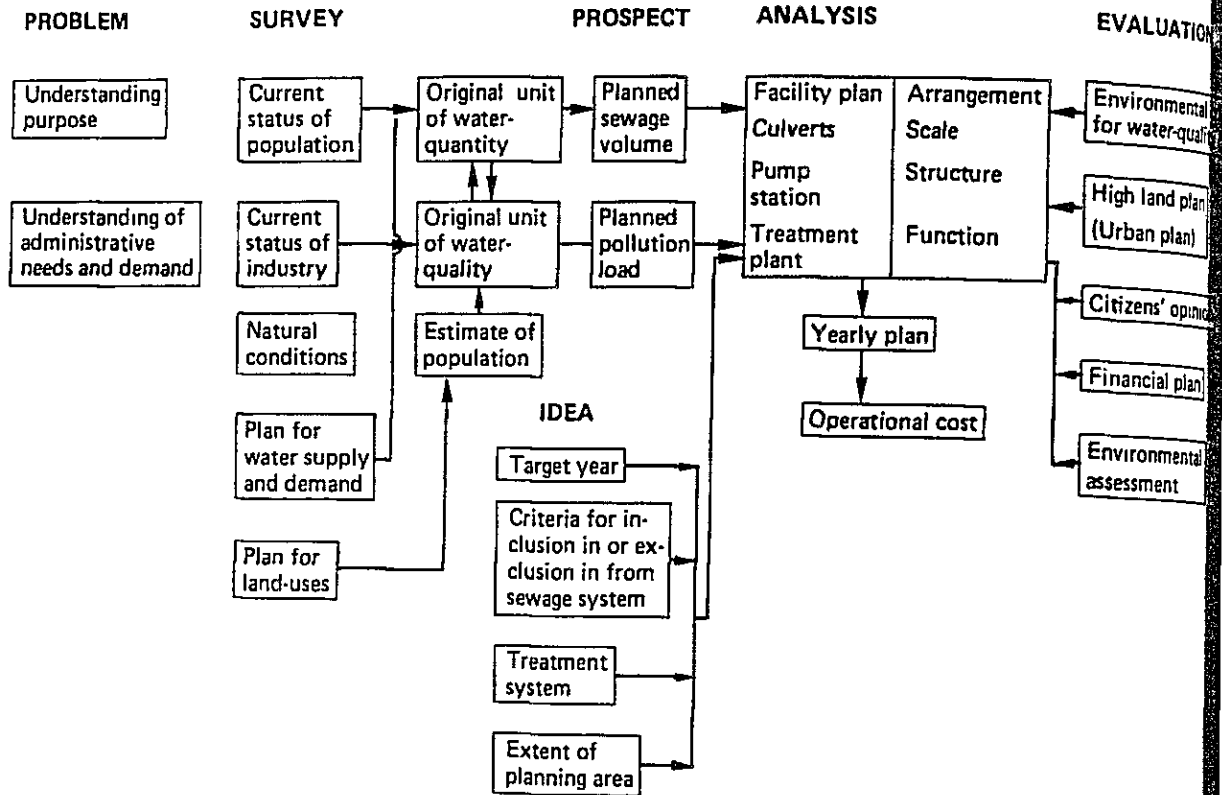 PROBLEM
SURVEY
PROSPECT
ANALYSIS
EVALUATION
Understanding
purpose
Understanding of
administrative
needs and demand
Current
status of
population
Current
status of
industry
Natural
conditions
Plan for
water supply
and demand
Plan for
land-uses
Original unit
of water-
quantity
Original unit
of water-
quality
Estimate of
population
Planned
sewage
volume
Planned
pollution
load
IDEA
Target year
Criteria for in-
clusion in or ex-
clusion in from
sewage system
Treatment
system
Extent of
planning area
Facility plan
Culverts
Pump
station
Treatment
plant
Arrangement
Scale
Structure
Function
Yearly plan
Operational cost
Environmental
for water-
High land plan
(Urban plan)
Citizens'
Financial plan
Environmental
assessment